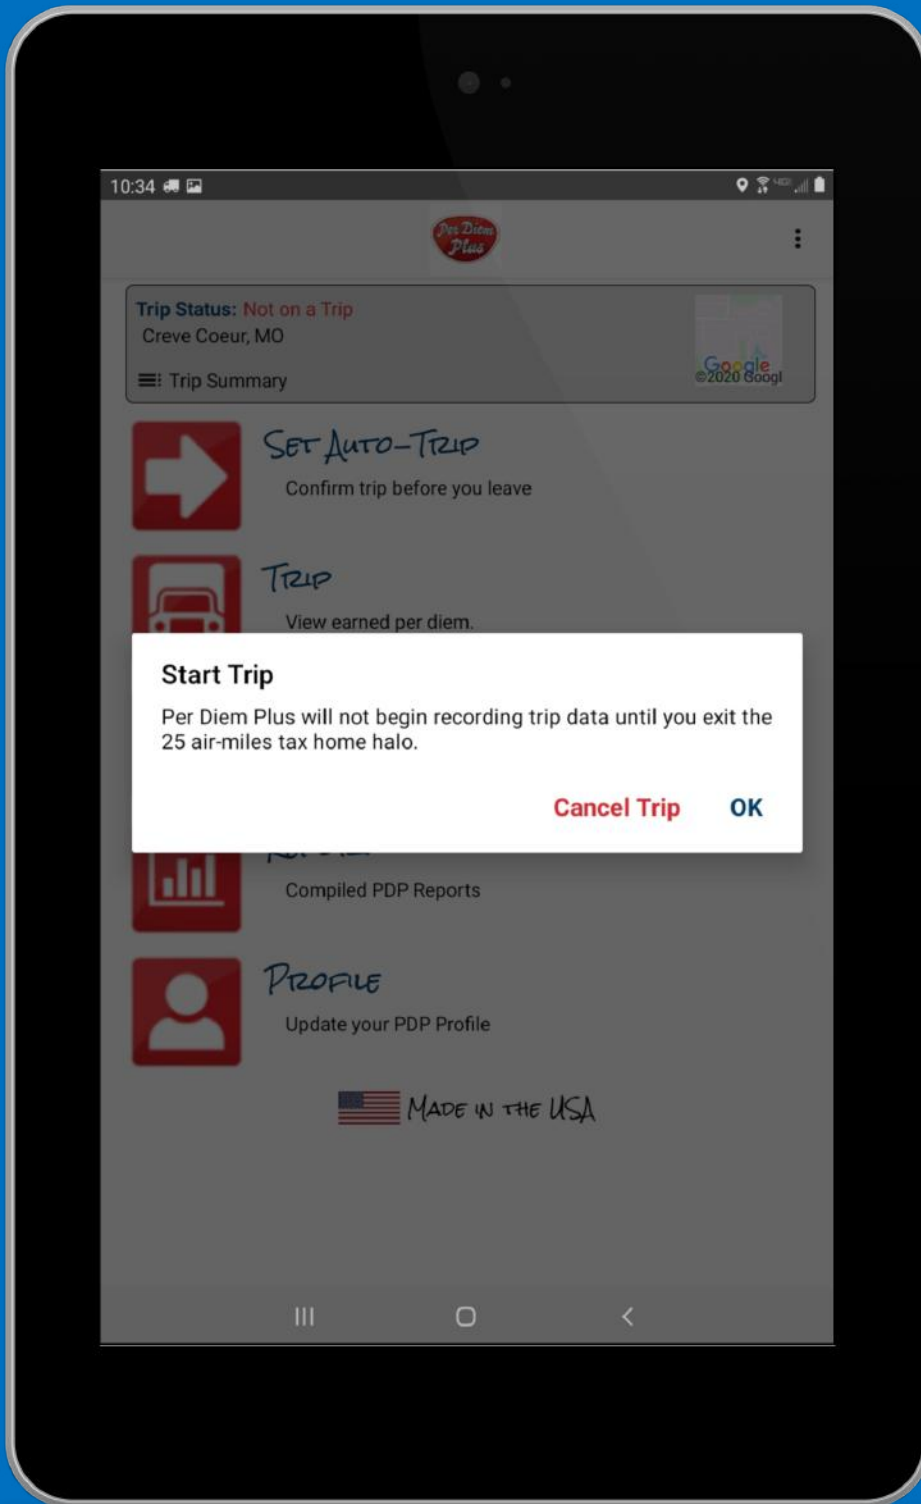 10:34
Per Diem
Plus
Trip Status: Not on a Trip
Creve Coeur, MO
Trip Summary
Google
©2020 Googl
SET AUTO-TRIP
Confirm trip before you leave
TRIP
View earned per diem.
Start Trip
Per Diem Plus will not begin recording trip data until you exit the
25 air-miles tax home halo.
Cancel Trip OK
Compiled PDP Reports
PROFILE
Update your PDP Profile
MADE IN THE USA